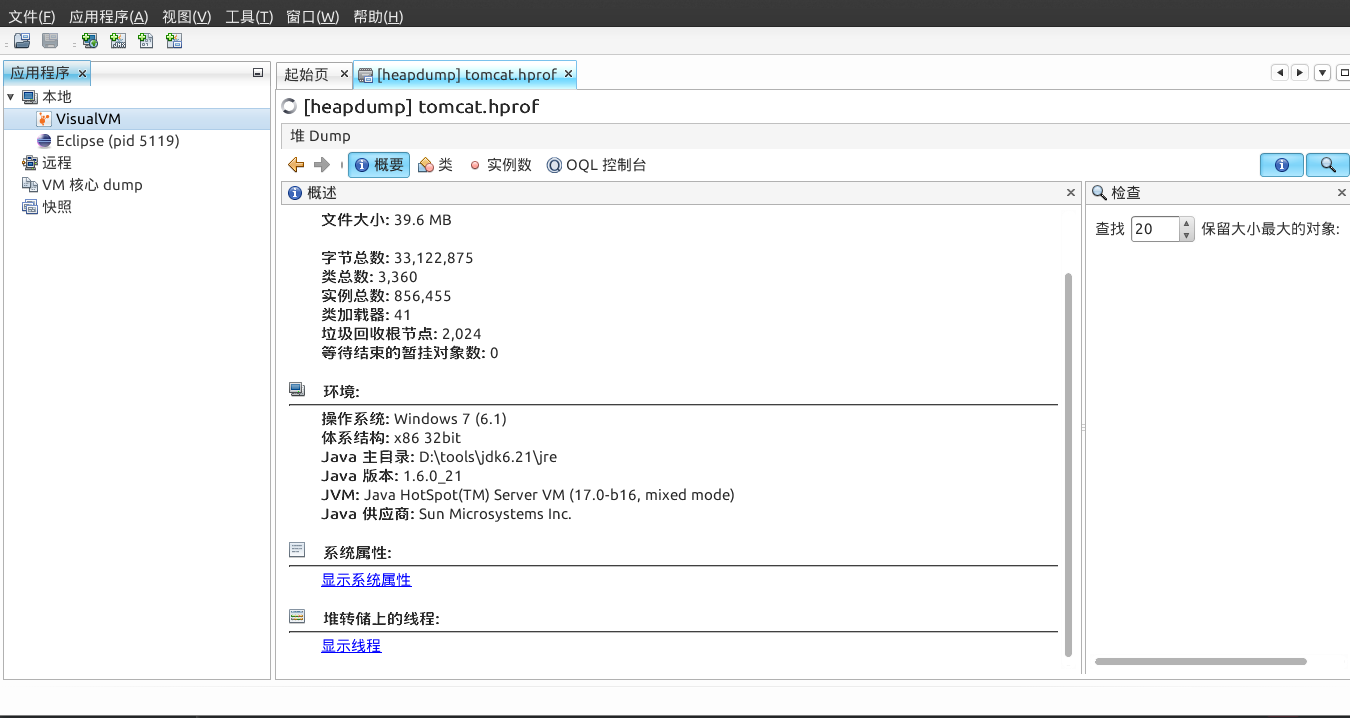 文件(F) 应用程序(A) 视图(V) 工具(T) 窗口(W) 帮助(H)
应用程序
本地
VisualVM
Eclipse (pid 5119)
远程
VM 核心 dump
快照
起始页 [heapdump] tomcat.hprof
[heapdump] tomcat.hprof
堆 Dump
概要 类 实例数 OQL 控制台
概述
文件大小: 39.6 MB
字节总数: 33,122,875
类总数: 3,360
实例总数: 856,455
类加载器: 41
垃圾回收根节点: 2,024
等待结束的暂挂对象数: 0
环境:
操作系统: Windows 7 (6.1)
体系结构: x86 32bit
Java 主目录: D:\tools\jdk6.21\jre
Java 版本: 1.6.0_21
JVM: Java HotSpot(TM) Server VM (17.0-b16, mixed mode)
Java 供应商: Sun Microsystems Inc.
系统属性:
显示系统属性
堆转储上的线程:
显示线程
检查
查找 20 保留大小最大的对象: